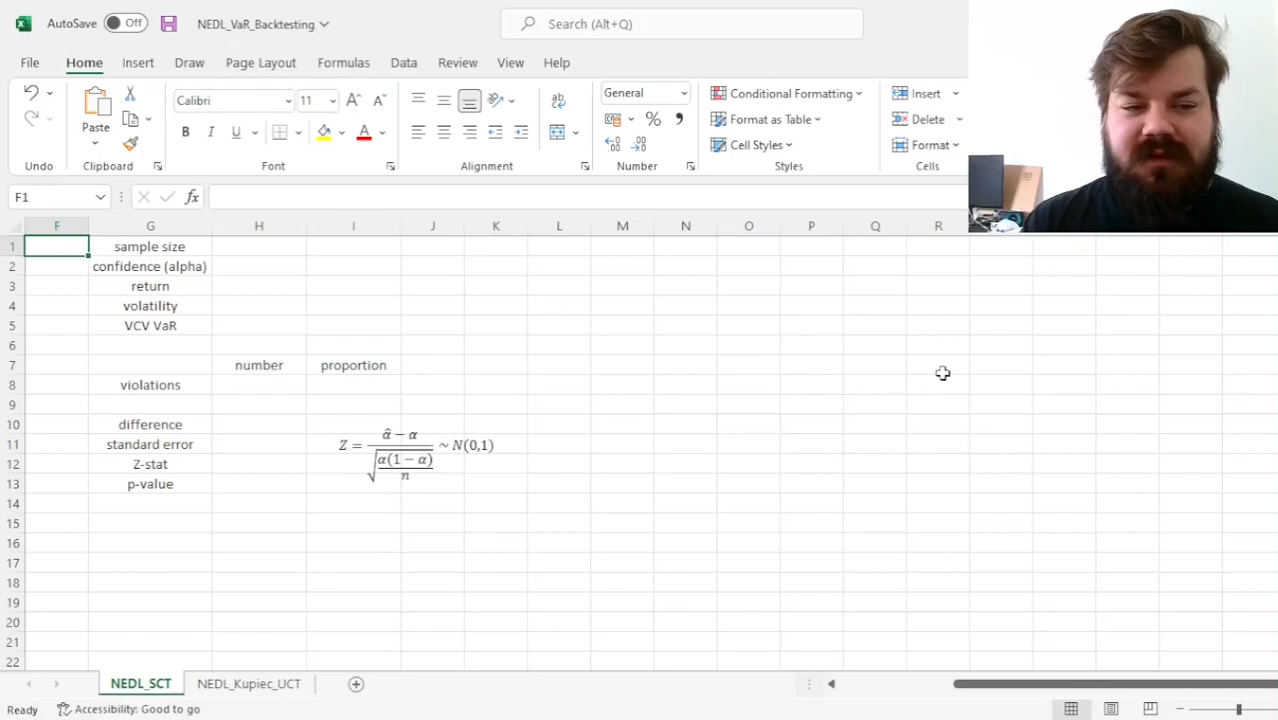 AutoSave Off NEDL_VaR_Backtesting Search (Alt+Q)
File Home Insert Draw Page Layout Formulas Data Review View Help
Calibri 11 General Conditional Formatting Insert
Paste B I U A % , Format as Table Delete
Cell Styles Format
Undo Clipboard Font Alignment Number Styles Cells
F1 fx
F G H I J K L M N O P Q R
1 sample size
2 confidence (alpha)
3 return
4 volatility
5 VCV VaR
6
7 number proportion
8 violations
9
10 difference
11 standard error Z = α̂ − α / √(α(1 − α) / n) ~ N(0,1)
12 Z-stat
13 p-value
14
15
16
17
18
19
20
21
22
NEDL_SCT NEDL_Kupiec_UCT
Ready Accessibility: Good to go